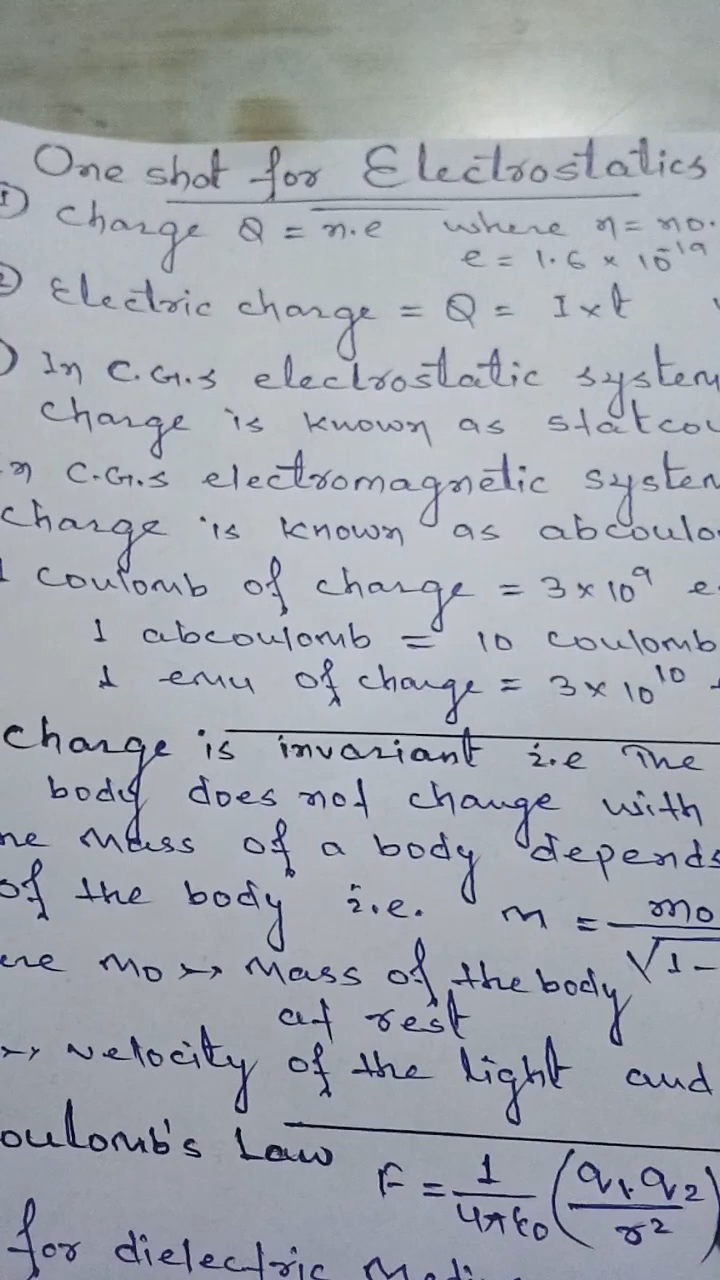 One shot for Electrostatics
1) Charge Q = n.e where n = no.
e = 1.6 × 10⁻¹⁹
2) Electric charge = Q = I×t
) In C.G.S electrostatic system
charge is known as statcou
n C.G.S electromagnetic system
charge is known as abcoulo
1 coulomb of charge = 3×10⁹ e
1 abcoulomb = 10 coulomb
1 emu of charge = 3×10¹⁰
Charge is invariant i.e The
body does not change with
he Mass of a body depends
of the body i.e. m = mo/√1-
ere Mo → Mass of the body
at rest
→ velocity of the light and
oulomb's Law F = 1/4πε0 (q1.q2/r²)
for dielectric Medi